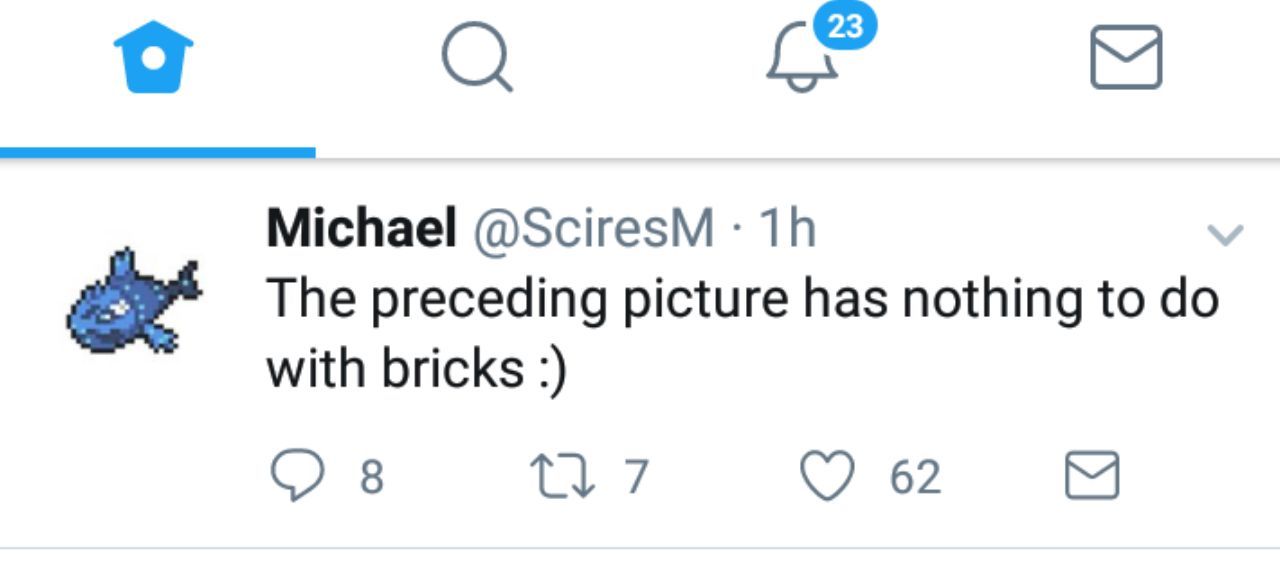 23
Michael @SciresM · 1h
The preceding picture has nothing to do
with bricks :)
8 7 62